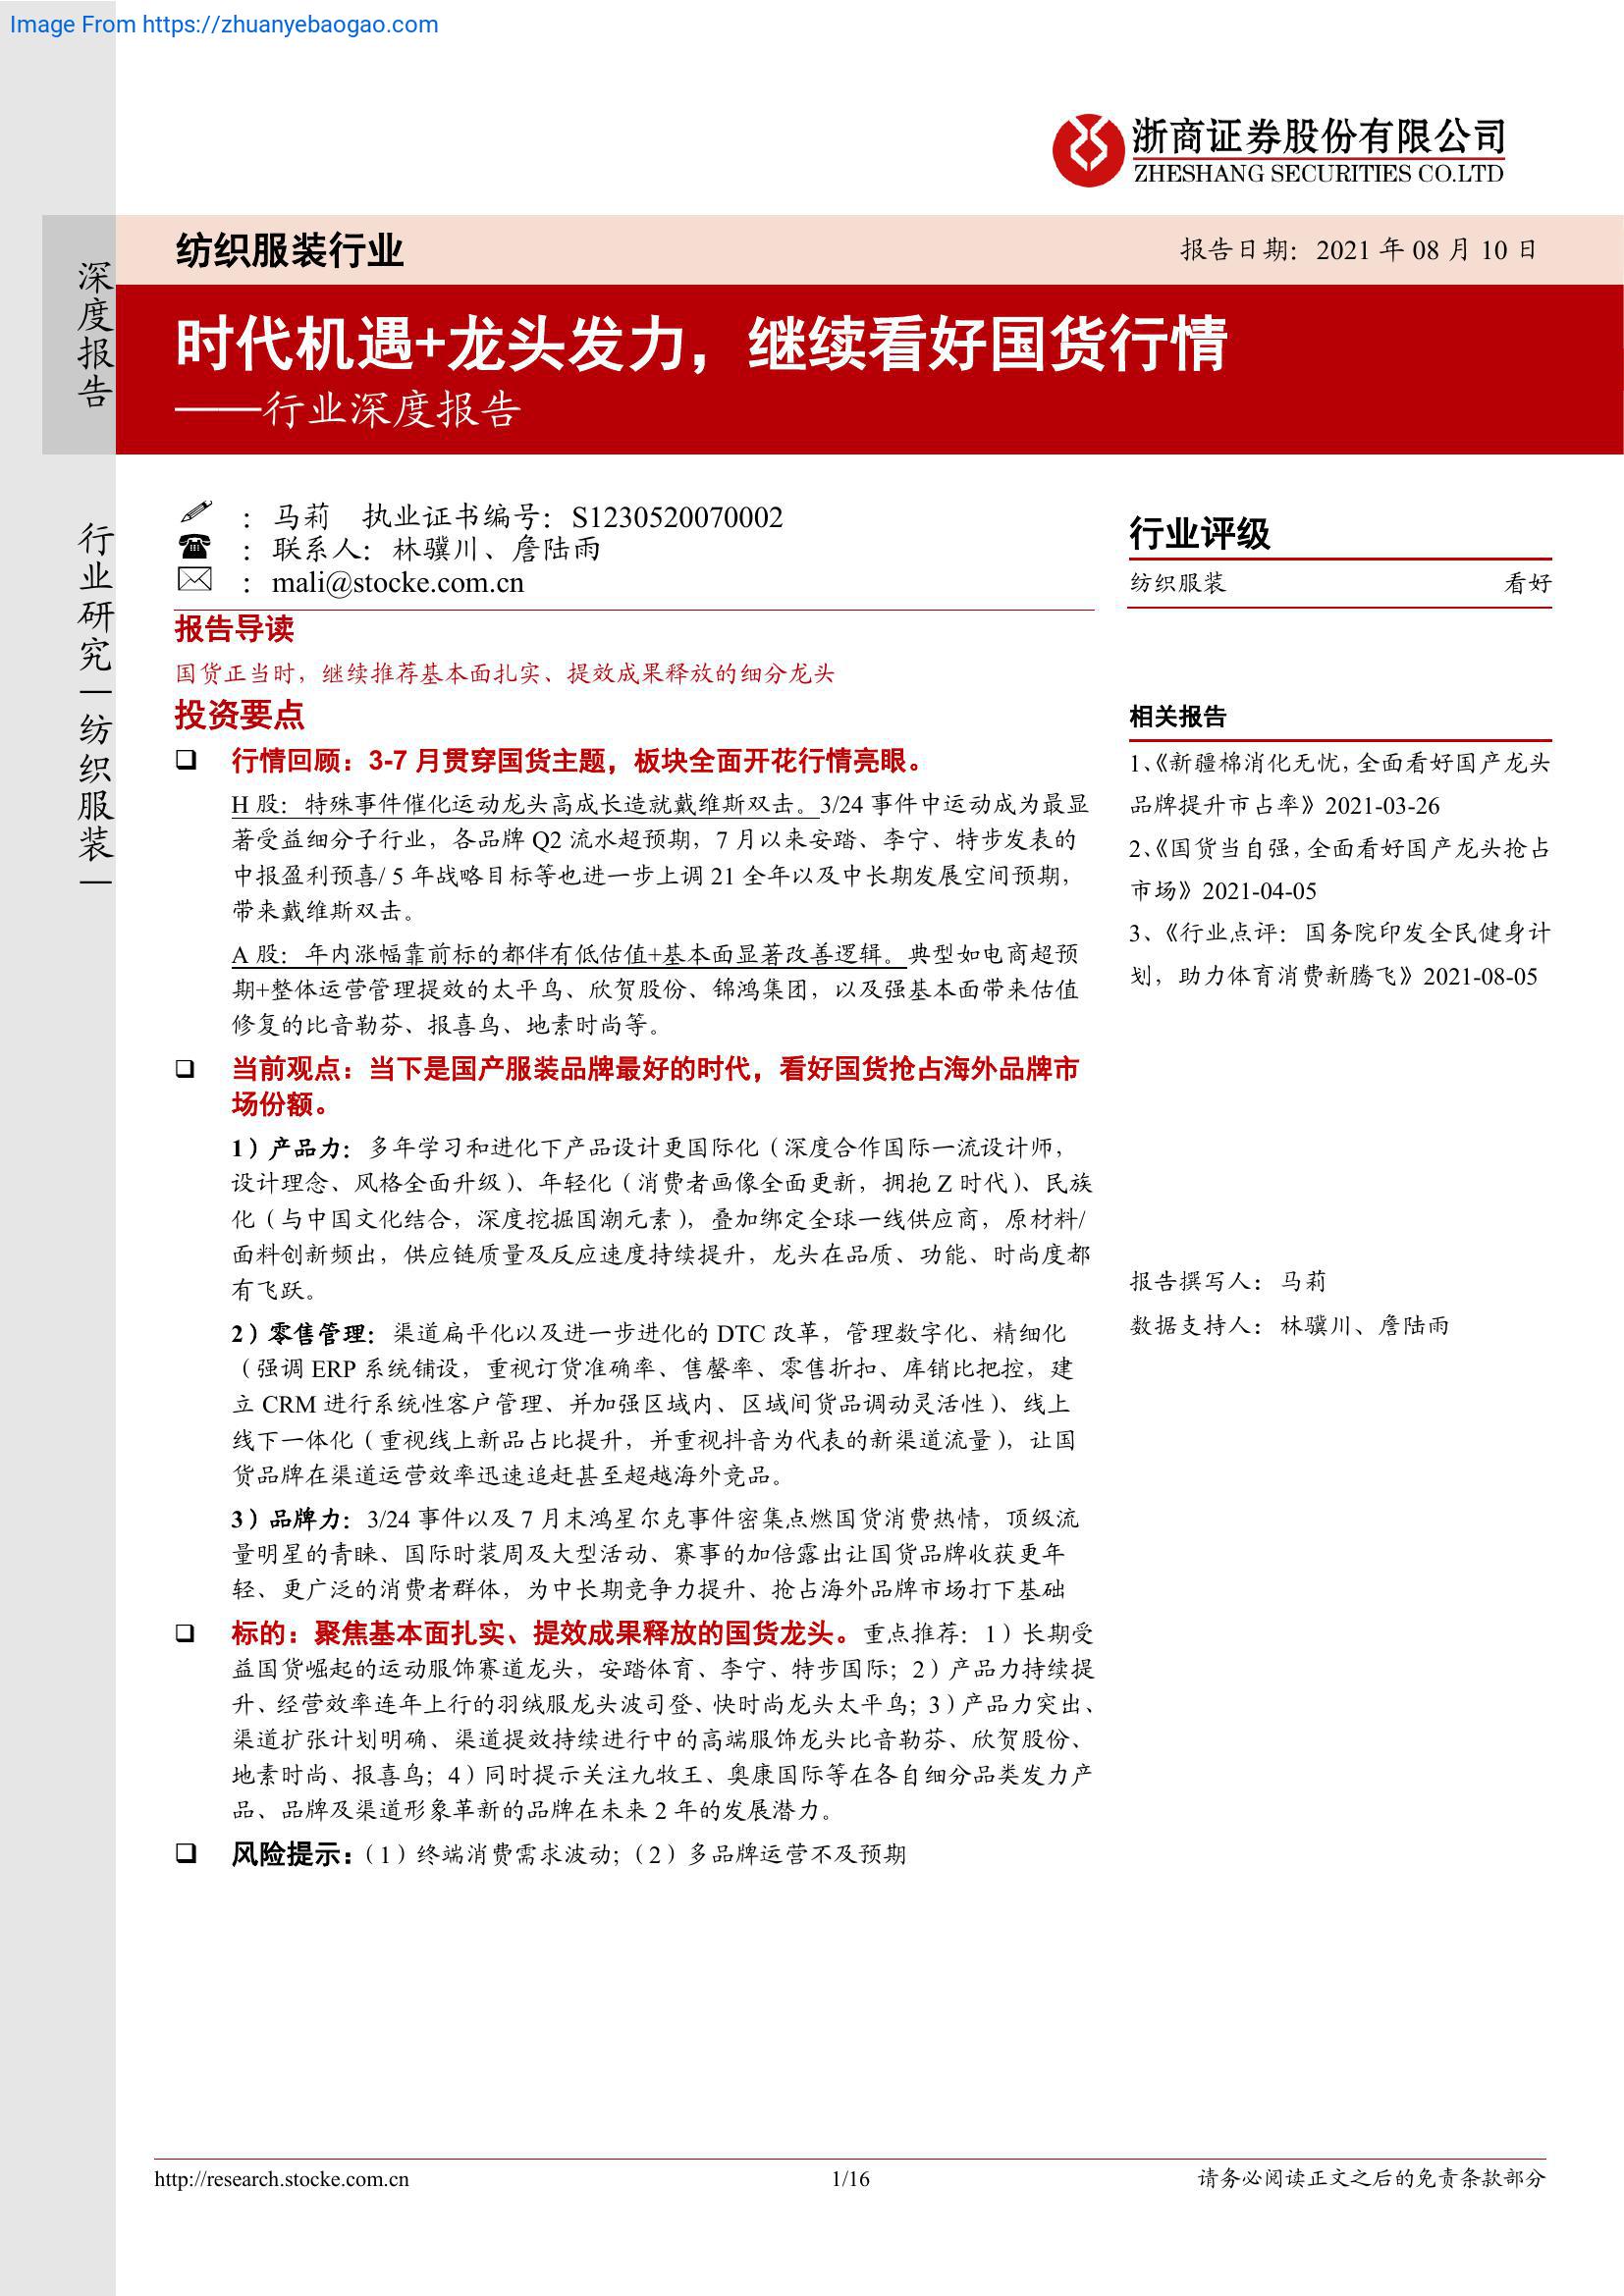 Image From https://zhuanyebaogao.com
浙商证券股份有限公司
ZHESHANG SECURITIES CO.LTD
深度报告
纺织服装行业
报告日期：2021 年 08 月 10 日
时代机遇+龙头发力，继续看好国货行情
——行业深度报告
行业研究—纺织服装—
： 马莉 执业证书编号：S1230520070002
： 联系人：林骥川、詹陆雨
： mali@stocke.com.cn
报告导读
国货正当时，继续推荐基本面扎实、提效成果释放的细分龙头
投资要点
行情回顾：3-7 月贯穿国货主题，板块全面开花行情亮眼。
H 股：特殊事件催化运动龙头高成长造就戴维斯双击。3/24 事件中运动成为最显
著受益细分子行业，各品牌 Q2 流水超预期，7 月以来安踏、李宁、特步发表的
中报盈利预喜/ 5 年战略目标等也进一步上调 21 全年以及中长期发展空间预期，
带来戴维斯双击。
A 股：年内涨幅靠前标的都伴有低估值+基本面显著改善逻辑。典型如电商超预
期+整体运营管理提效的太平鸟、欣贺股份、锦鸿集团，以及强基本面带来估值
修复的比音勒芬、报喜鸟、地素时尚等。
当前观点：当下是国产服装品牌最好的时代，看好国货抢占海外品牌市
场份额。
1）产品力：多年学习和进化下产品设计更国际化（深度合作国际一流设计师，
设计理念、风格全面升级）、年轻化（消费者画像全面更新，拥抱 Z 时代）、民族
化（与中国文化结合，深度挖掘国潮元素），叠加绑定全球一线供应商，原材料/
面料创新频出，供应链质量及反应速度持续提升，龙头在品质、功能、时尚度都
有飞跃。
2）零售管理：渠道扁平化以及进一步进化的 DTC 改革，管理数字化、精细化
（强调 ERP 系统铺设，重视订货准确率、售罄率、零售折扣、库销比把控，建
立 CRM 进行系统性客户管理、并加强区域内、区域间货品调动灵活性）、线上
线下一体化（重视线上新品占比提升，并重视抖音为代表的新渠道流量），让国
货品牌在渠道运营效率迅速追赶甚至超越海外竞品。
3）品牌力：3/24 事件以及 7 月末鸿星尔克事件密集点燃国货消费热情，顶级流
量明星的青睐、国际时装周及大型活动、赛事的加倍露出让国货品牌收获更年
轻、更广泛的消费者群体，为中长期竞争力提升、抢占海外品牌市场打下基础
标的：聚焦基本面扎实、提效成果释放的国货龙头。重点推荐：1）长期受
益国货崛起的运动服饰赛道龙头，安踏体育、李宁、特步国际；2）产品力持续提
升、经营效率连年上行的羽绒服龙头波司登、快时尚龙头太平鸟；3）产品力突出、
渠道扩张计划明确、渠道提效持续进行中的高端服饰龙头比音勒芬、欣贺股份、
地素时尚、报喜鸟；4）同时提示关注九牧王、奥康国际等在各自细分品类发力产
品、品牌及渠道形象革新的品牌在未来 2 年的发展潜力。
风险提示：（1）终端消费需求波动；（2）多品牌运营不及预期
行业评级
纺织服装 看好
相关报告
1、《新疆棉消化无忧，全面看好国产龙头
品牌提升市占率》2021-03-26
2、《国货当自强，全面看好国产龙头抢占
市场》2021-04-05
3、《行业点评：国务院印发全民健身计
划，助力体育消费新腾飞》2021-08-05
报告撰写人：马莉
数据支持人：林骥川、詹陆雨
http://research.stocke.com.cn
1/16
请务必阅读正文之后的免责条款部分